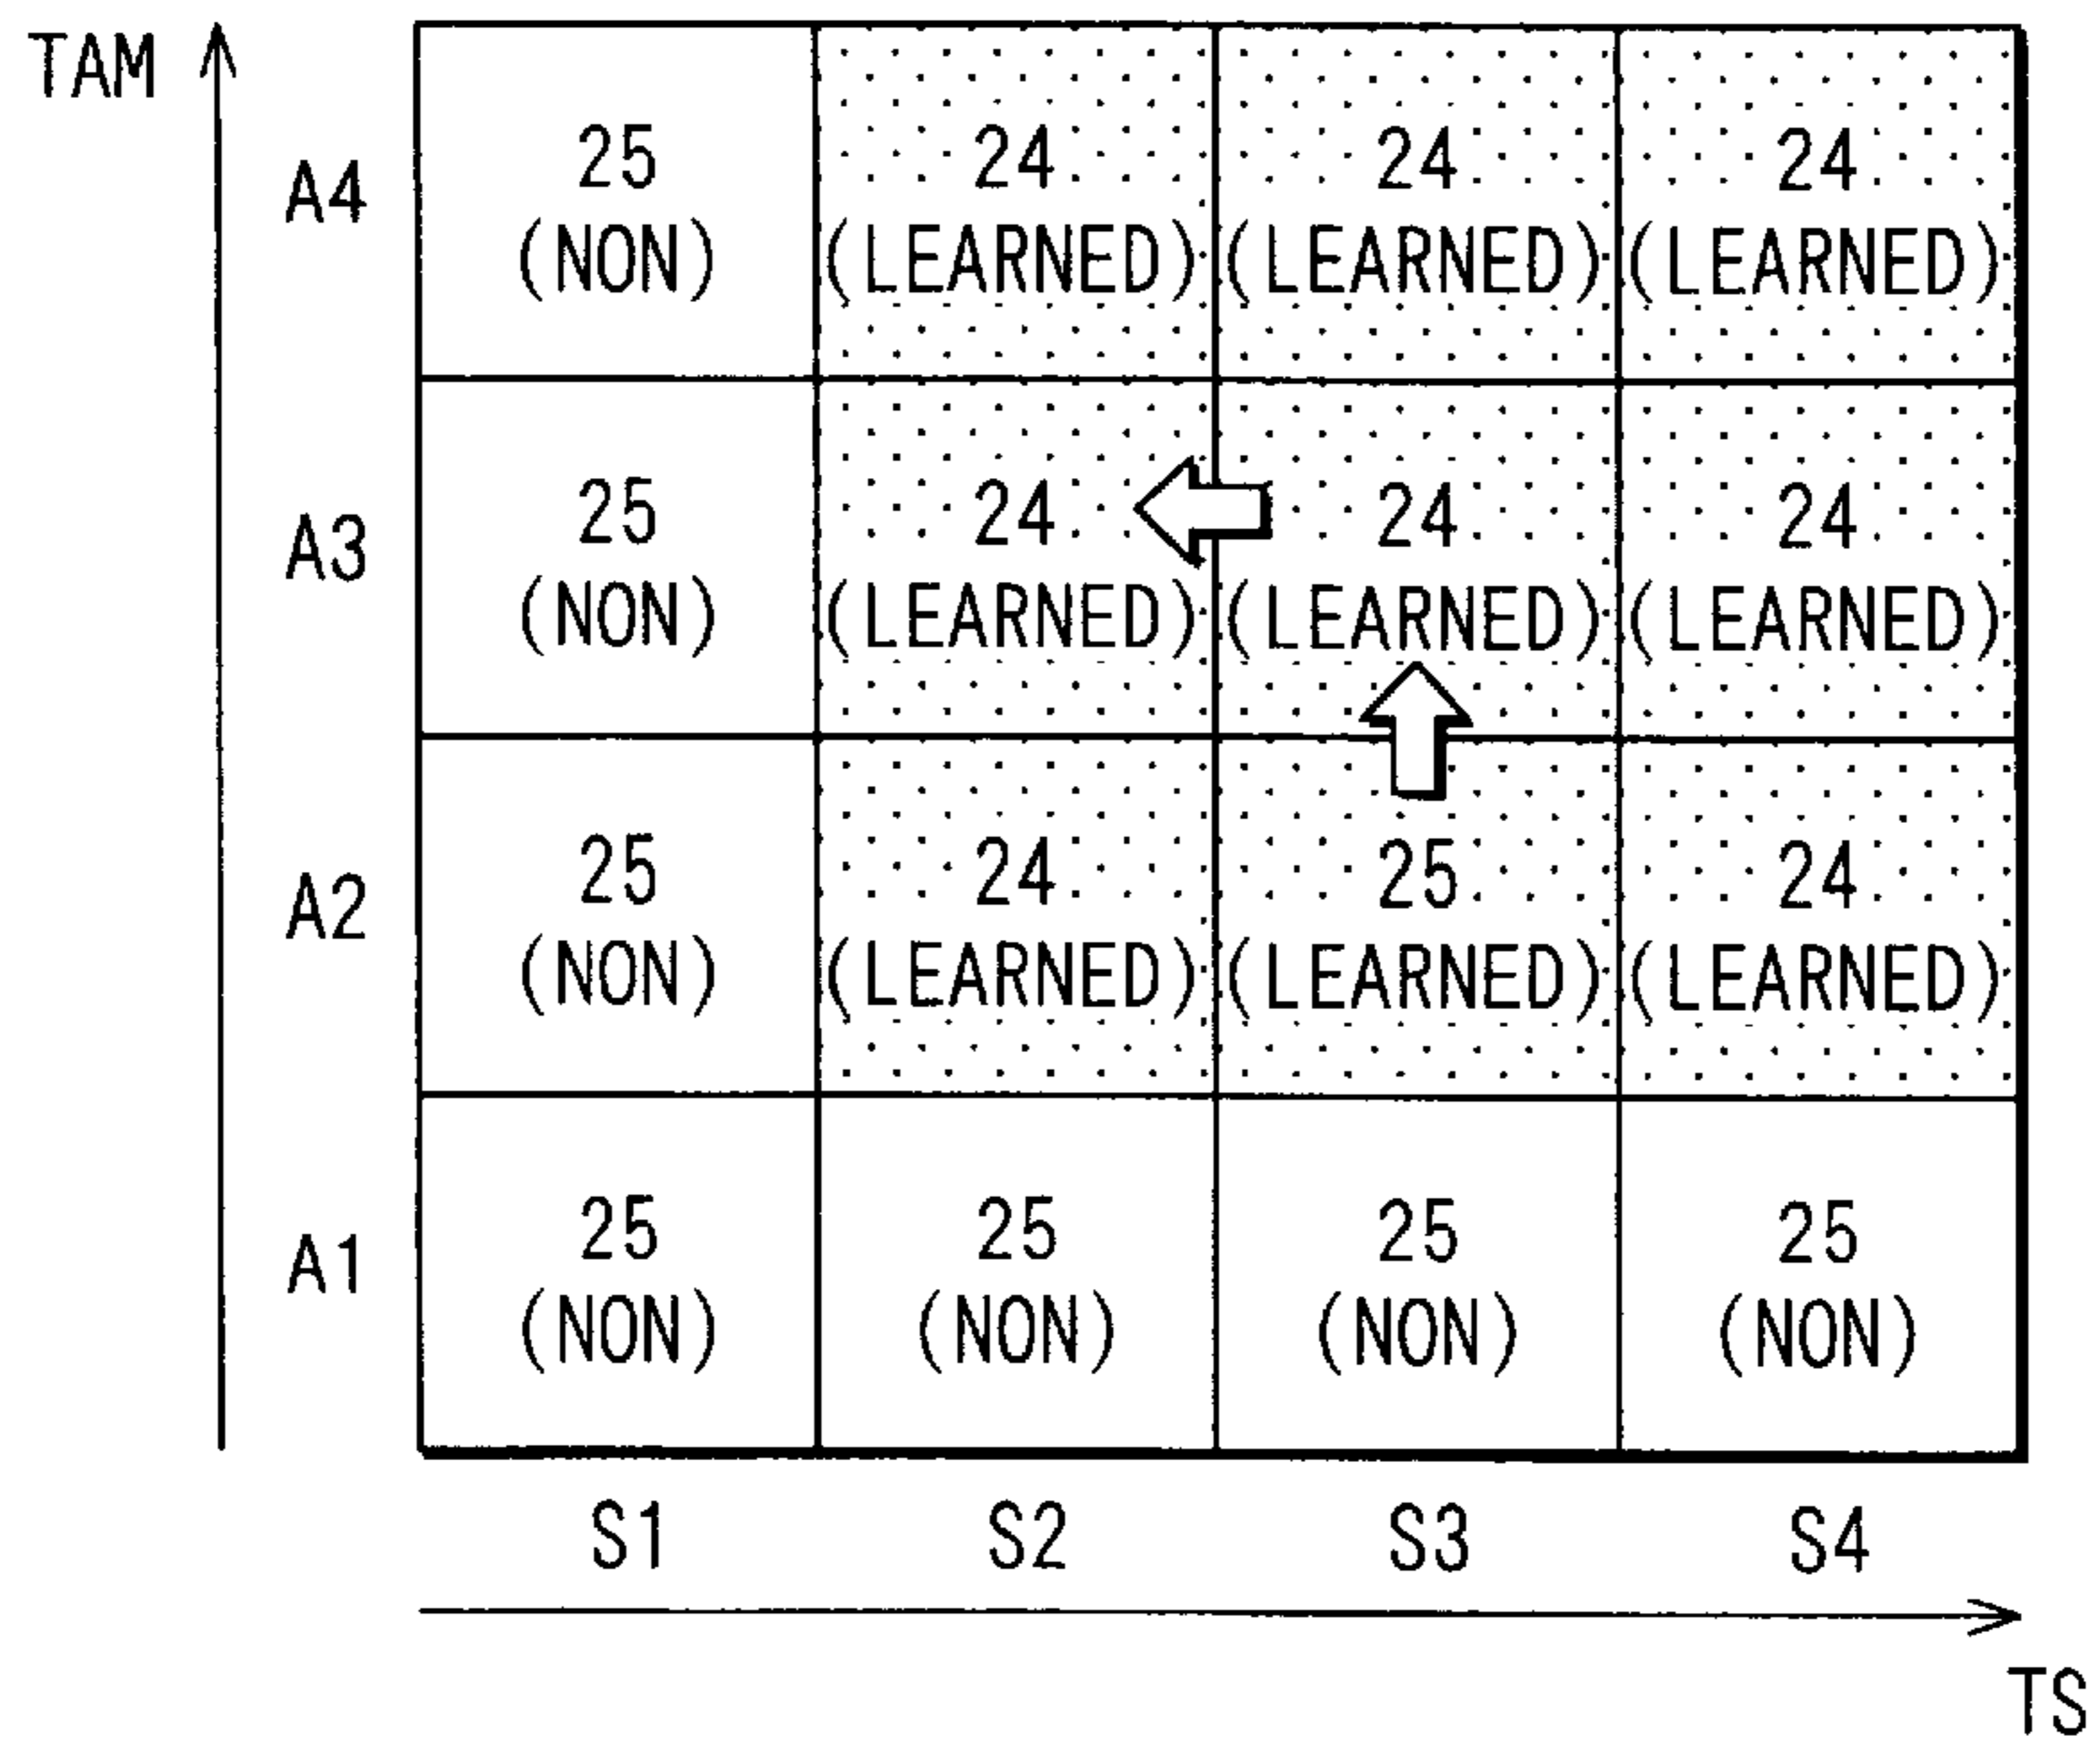 TAM
A4 25 24 24 24
(NON) (LEARNED) (LEARNED) (LEARNED)
A3 25 24 24 24
(NON) (LEARNED) (LEARNED) (LEARNED)
A2 25 24 25 24
(NON) (LEARNED) (LEARNED) (LEARNED)
A1 25 25 25 25
(NON) (NON) (NON) (NON)
S1 S2 S3 S4
TS